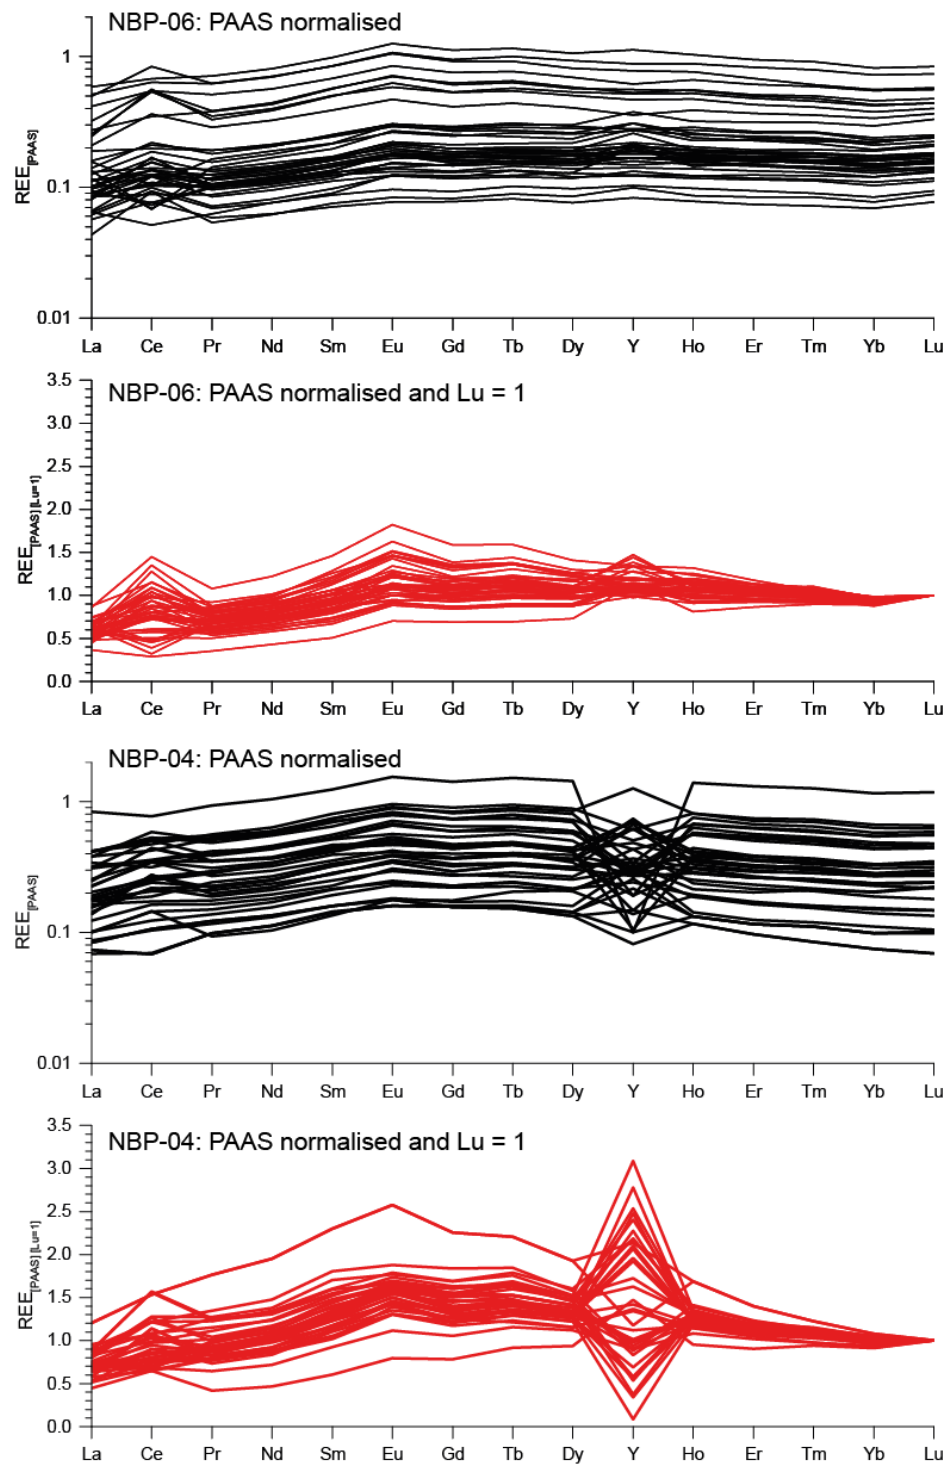 NBP-06: PAAS normalised
1
0.1
0.01
REE[PAAS]
La Ce Pr Nd Sm Eu Gd Tb Dy Y Ho Er Tm Yb Lu
NBP-06: PAAS normalised and Lu = 1
3.5
3.0
2.5
2.0
1.5
1.0
0.5
0.0
REE[PAAS] [Lu=1]
La Ce Pr Nd Sm Eu Gd Tb Dy Y Ho Er Tm Yb Lu
NBP-04: PAAS normalised
1
0.1
0.01
REE[PAAS]
La Ce Pr Nd Sm Eu Gd Tb Dy Y Ho Er Tm Yb Lu
NBP-04: PAAS normalised and Lu = 1
3.5
3.0
2.5
2.0
1.5
1.0
0.5
0.0
REE[PAAS] [Lu=1]
La Ce Pr Nd Sm Eu Gd Tb Dy Y Ho Er Tm Yb Lu